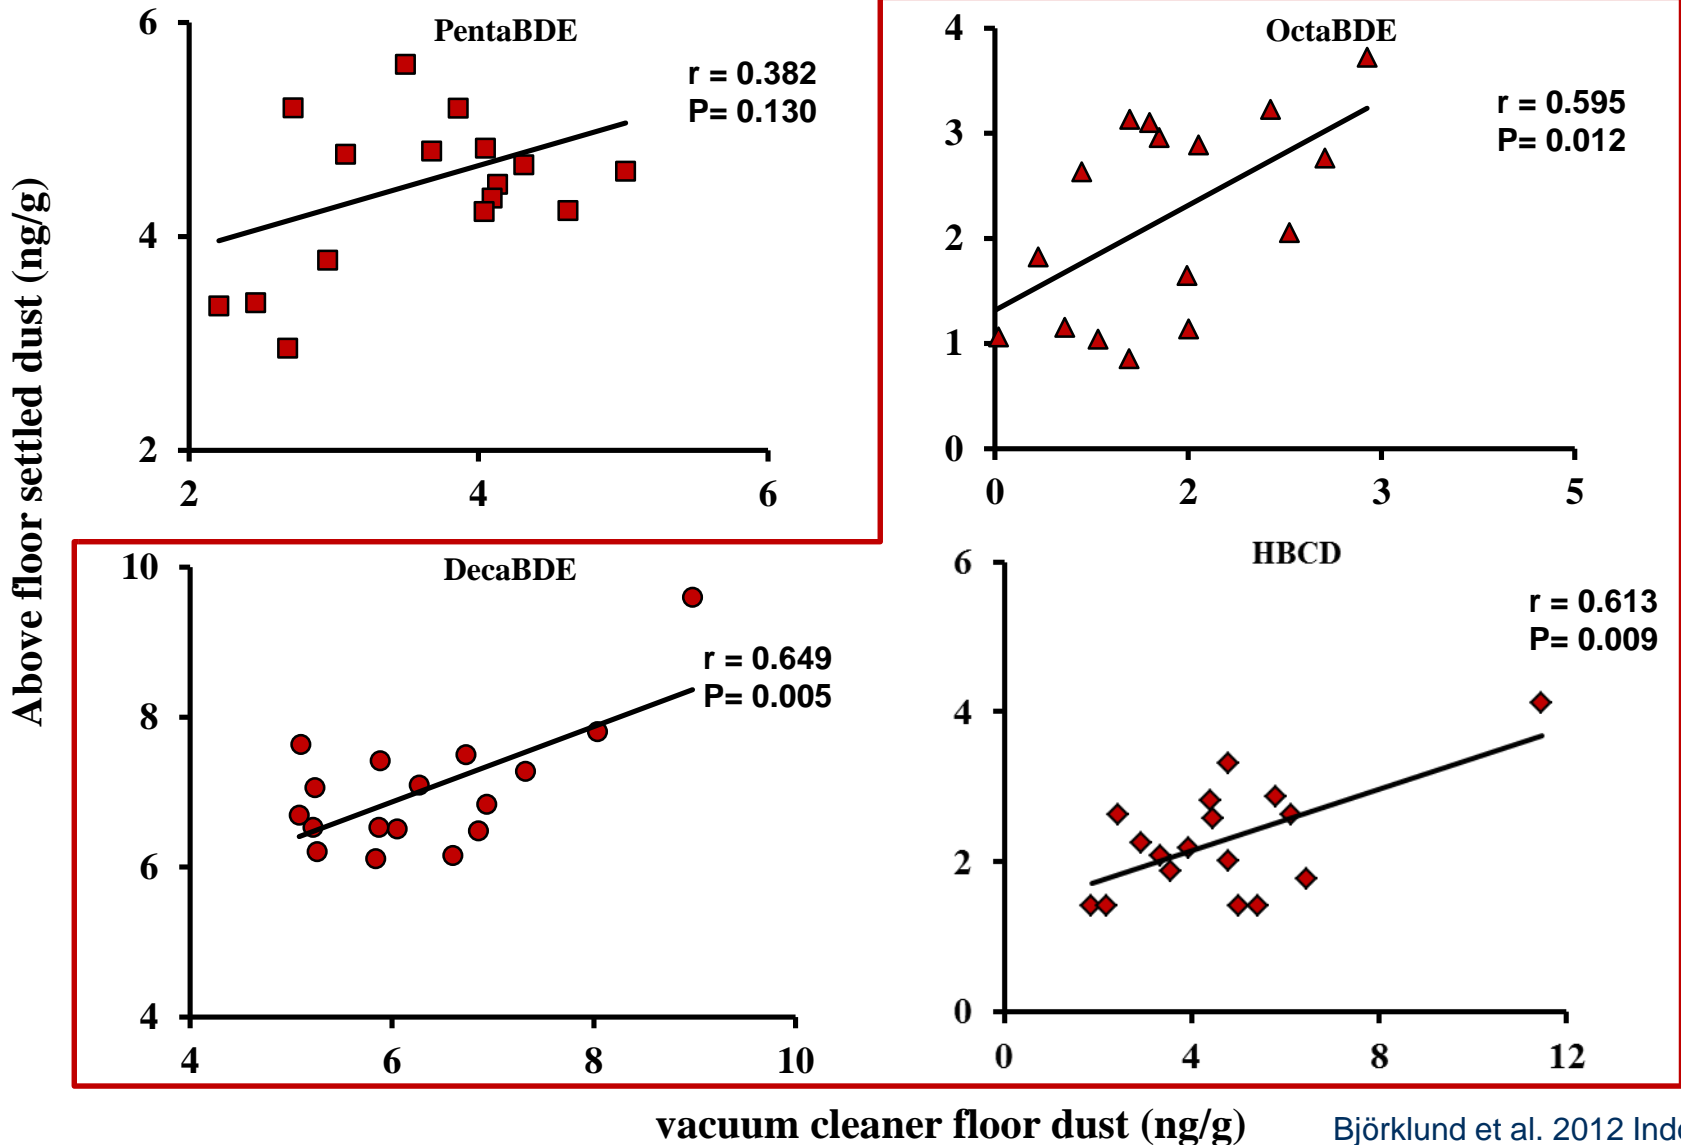 Above floor settled dust (ng/g)
PentaBDE
r = 0.382
P= 0.130
6
4
2
2 4 6
OctaBDE
r = 0.595
P= 0.012
4
3
2
1
0
0 2 3 5
DecaBDE
r = 0.649
P= 0.005
10
8
6
4
4 6 8 10
HBCD
r = 0.613
P= 0.009
6
4
2
0
0 4 8 12
vacuum cleaner floor dust (ng/g)
Björklund et al. 2012